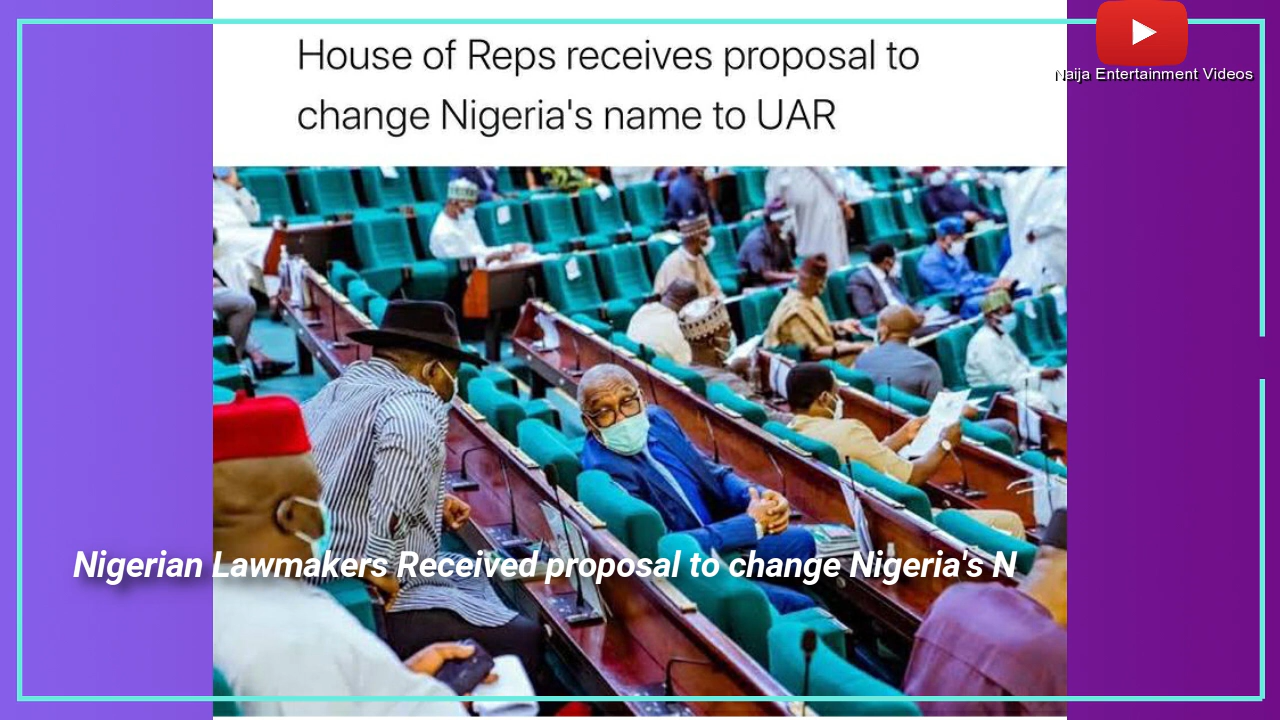 House of Reps receives proposal to
change Nigeria's name to UAR
Naija Entertainment Videos
Nigerian Lawmakers Received proposal to change Nigeria's N